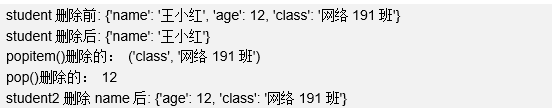 student 删除前: {'name': '王小红', 'age': 12, 'class': '网络 191 班'}
student 删除后: {'name': '王小红'}
popitem()删除的： ('class', '网络 191 班')
pop()删除的： 12
student2 删除 name 后: {'age': 12, 'class': '网络 191 班'}